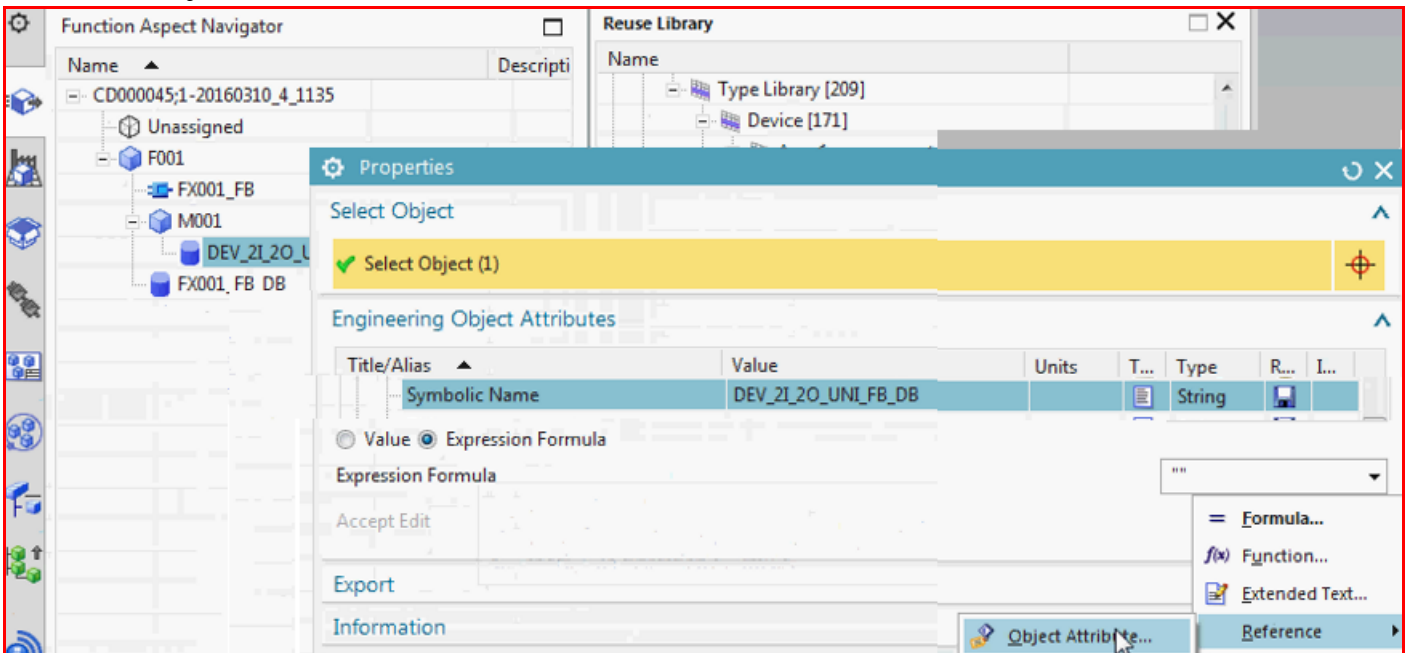 Function Aspect Navigator
Name
Descripti
CD000045;1-20160310_4_1135
Unassigned
F001
FX001_FB
M001
DEV_2I_2O_U
FX001_FB DB
Reuse Library
Name
Type Library [209]
Device [171]
Properties
Select Object
Select Object (1)
Engineering Object Attributes
Title/Alias Value Units T... Type R... I...
Symbolic Name DEV_2I_2O_UNI_FB_DB String
Value Expression Formula
Expression Formula ""
Accept Edit
Export
Information
= Formula...
f(x) Function...
Extended Text...
Reference
Object Attribute...